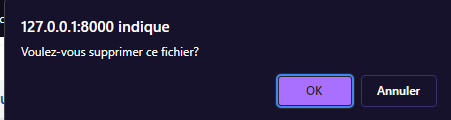 127.0.0.1:8000 indique
Voulez-vous supprimer ce fichier?
OK
Annuler